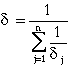 δ = 1 / ∑_{j=1}^{n} 1/δ_j